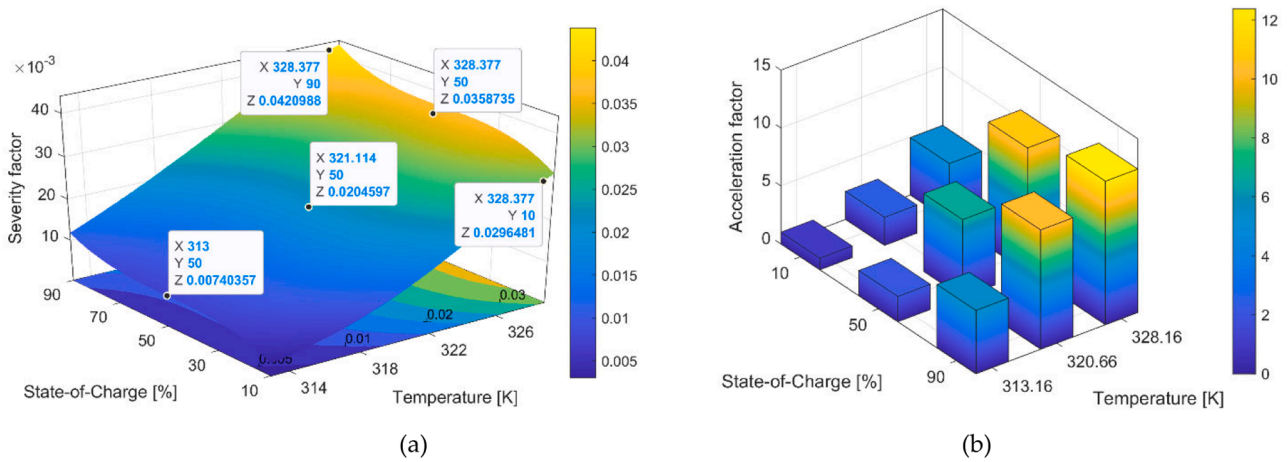 × 10⁻³
40
30
20
10
Severity factor
X 328.377
Y 90
Z 0.0420988
X 328.377
Y 50
Z 0.0358735
X 321.114
Y 50
Z 0.0204597
X 328.377
Y 10
Z 0.0296481
X 313
Y 50
Z 0.00740357
0.005
0.01
0.02
0.03
90
70
50
30
10
State-of-Charge [%]
314
318
322
326
Temperature [K]
0.04
0.035
0.03
0.025
0.02
0.015
0.01
0.005
(a)
15
10
5
0
Acceleration factor
10
50
90
State-of-Charge [%]
313.16
320.66
328.16
Temperature [K]
12
10
8
6
4
2
0
(b)